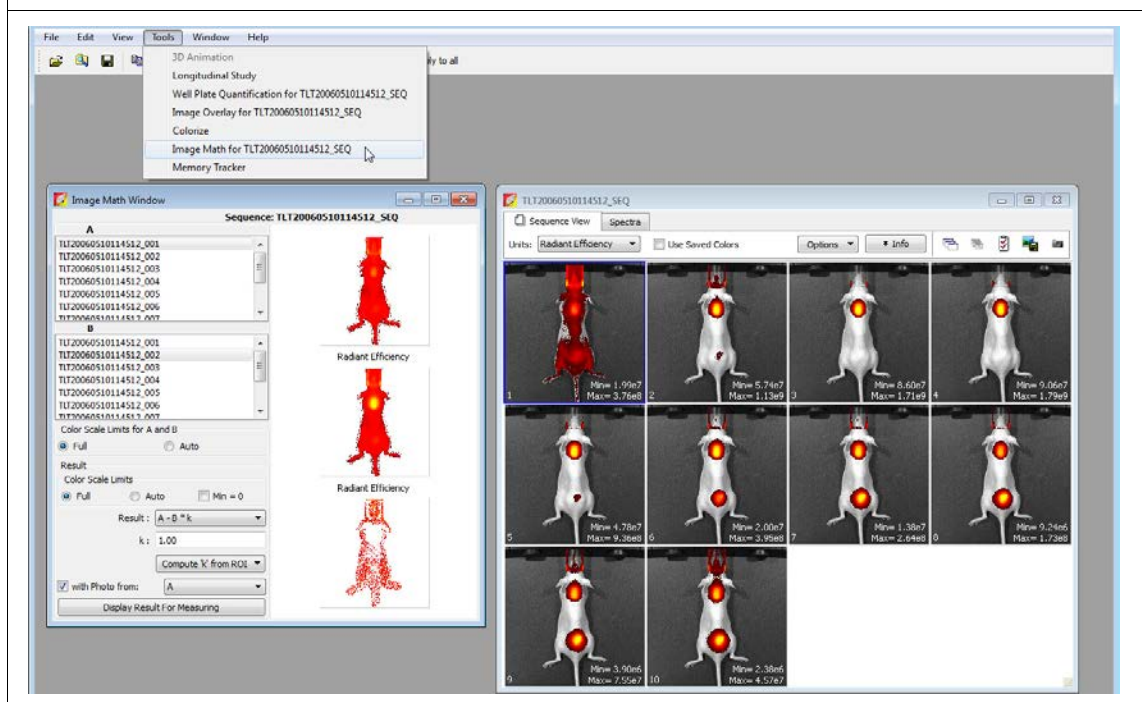 File Edit View Tools Window Help
ly to all
3D Animation
Longitudinal Study
Well Plate Quantification for TLT20060510114512_SEQ
Image Overlay for TLT20060510114512_SEQ
Colorize
Image Math for TLT20060510114512_SEQ
Memory Tracker
Image Math Window
Sequence: TLT20060510114512_SEQ
A
TLT20060510114512_001
TLT20060510114512_002
TLT20060510114512_003
TLT20060510114512_004
TLT20060510114512_005
TLT20060510114512_006
TLT20060510114512_007
B
TLT20060510114512_001
TLT20060510114512_002
TLT20060510114512_003
TLT20060510114512_004
TLT20060510114512_005
TLT20060510114512_006
TLT20060510114512_007
Color Scale Limits for A and B
Full Auto
Result
Color Scale Limits
Full Auto Min = 0
Result : A - B * k
k : 1.00
Compute 'k' from ROI
with Photo from: A
Display Result For Measuring
Radiant Efficiency
Radiant Efficiency
TLT20060510114512_SEQ
Sequence View Spectra
Units: Radiant Efficiency Use Saved Colors Options Info
1 Min= 1.99e7
Max= 3.76e8
2 Min= 5.74e7
Max= 1.13e9
3 Min= 8.60e7
Max= 1.71e9
4 Min= 9.06e7
Max= 1.79e9
5 Min= 4.78e7
Max= 9.36e8
6 Min= 2.00e7
Max= 3.95e8
7 Min= 1.38e7
Max= 2.64e8
8 Min= 9.24e6
Max= 1.73e8
9 Min= 3.90e6
Max= 7.55e7
10 Min= 2.38e6
Max= 4.57e7